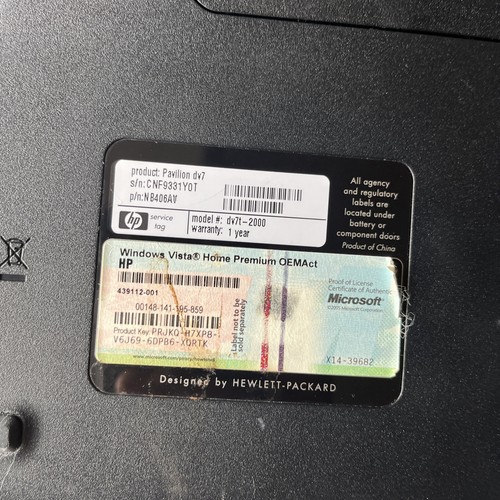 product: Pavilion dv7
s/n: CNF9331Y0T
p/n: NB406AV
hp
service tag
model #: dv7t-2000
warranty: 1 year
All agency
and regulatory
labels are
located under
battery or
component doors
Product of China
Windows Vista® Home Premium OEMAct
HP
439112-001
00148-141-195-859
Product Key: PRJKQ-H7XPB-
V6J69-6DPB6-XQRTK
Label not to be
sold separately
Proof of License
Certificate of Authentic
Microsoft®
X14-39682
Designed by HEWLETT-PACKARD